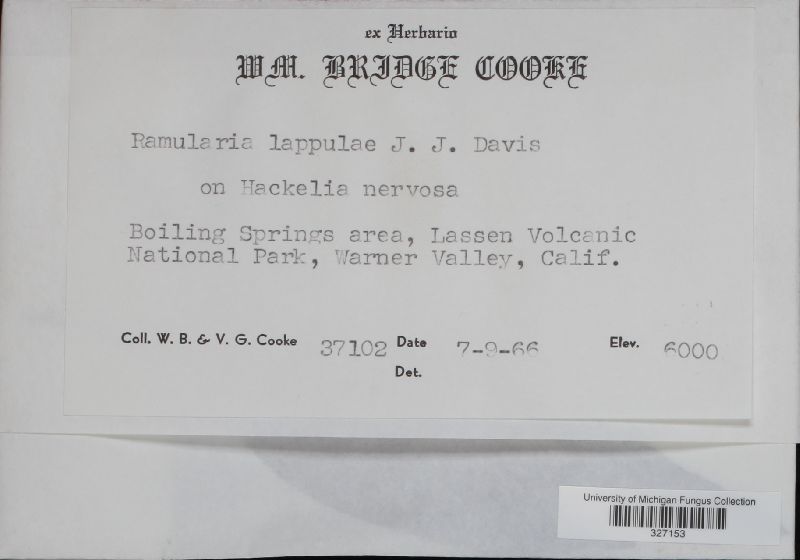 ex Herbario
WM. BRIDGE COOKE
Ramularia lappulae J. J. Davis
on Hackelia nervosa
Boiling Springs area, Lassen Volcanic
National Park, Warner Valley, Calif.
Coll. W. B. & V. G. Cooke 37102 Date 7-9-66 Elev. 6000
Det.
University of Michigan Fungus Collection
327153